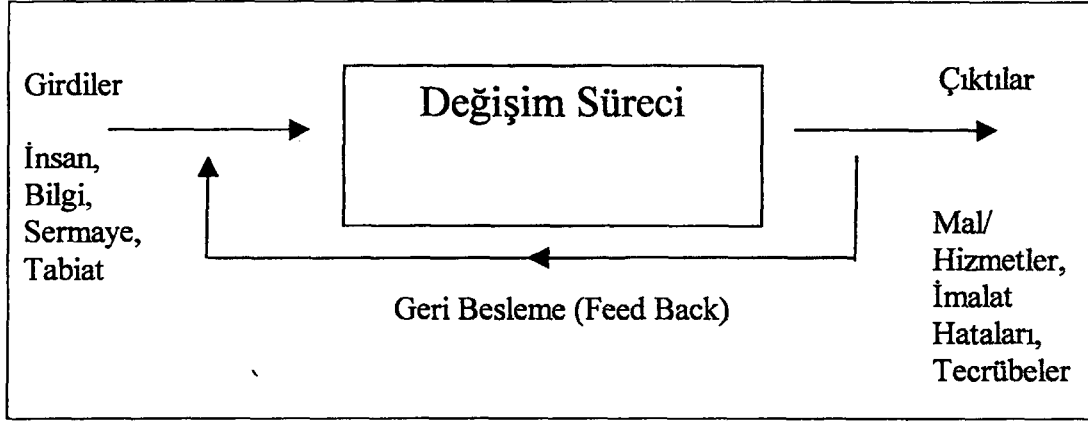 Girdiler
İnsan,
Bilgi,
Sermaye,
Tabiat
Değişim Süreci
Geri Besleme (Feed Back)
Çıktılar
Mal/
Hizmetler,
İmalat
Hataları,
Tecrübeler